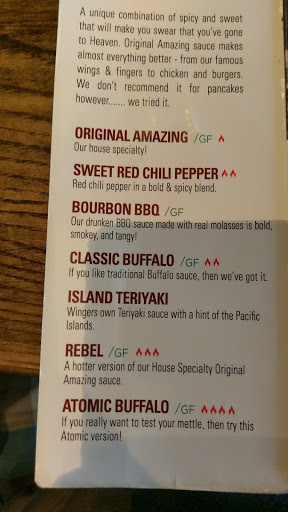 A unique combination of spicy and sweet
that will make you swear that you've gone
to Heaven. Original Amazing sauce makes
almost everything better - from our famous
wings & fingers to chicken and burgers.
We don't recommend it for pancakes
however....... we tried it.
ORIGINAL AMAZING /GF
Our house specialty!
SWEET RED CHILI PEPPER
Red chili pepper in a bold & spicy blend.
BOURBON BBQ /GF
Our drunken BBQ sauce made with real molasses is bold,
smokey, and tangy!
CLASSIC BUFFALO /GF
If you like traditional Buffalo sauce, then we've got it.
ISLAND TERIYAKI
Wingers own Teriyaki sauce with a hint of the Pacific
Islands.
REBEL /GF
A hotter version of our House Specialty Original
Amazing sauce.
ATOMIC BUFFALO /GF
If you really want to test your mettle, then try this
Atomic version!